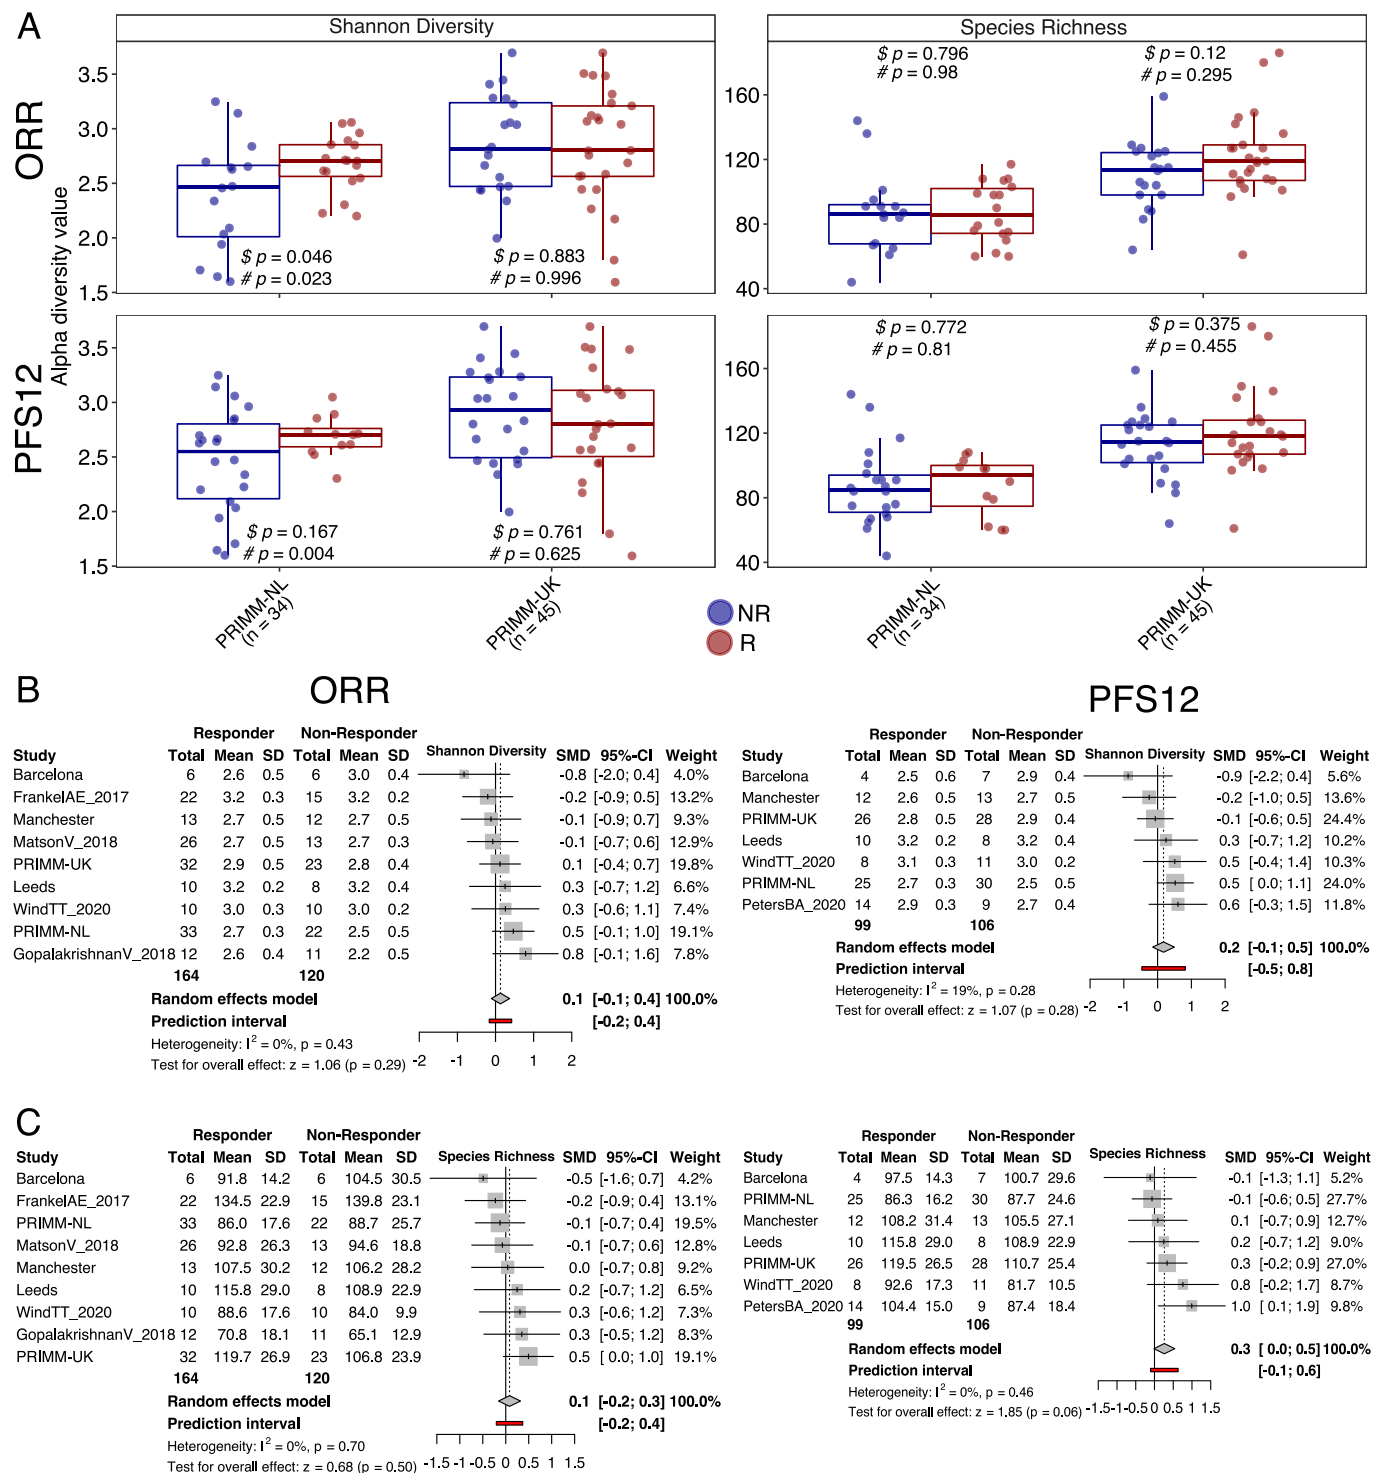 A
Shannon Diversity
Species Richness
ORR
PFS12
Alpha diversity value
3.5
3.0
2.5
2.0
1.5
$ p = 0.046
# p = 0.023
$ p = 0.883
# p = 0.996
160
120
80
40
$ p = 0.796
# p = 0.98
$ p = 0.12
# p = 0.295
3.5
3.0
2.5
2.0
1.5
$ p = 0.167
# p = 0.004
$ p = 0.761
# p = 0.625
160
120
80
40
$ p = 0.772
# p = 0.81
$ p = 0.375
# p = 0.455
PRIMM-NL
(n = 34)
PRIMM-UK
(n = 45)
NR
R
PRIMM-NL
(n = 34)
PRIMM-UK
(n = 45)
B
ORR
Responder Non-Responder
Study Total Mean SD Total Mean SD Shannon Diversity SMD 95%-CI Weight
Barcelona 6 2.6 0.5 6 3.0 0.4 -0.8 [-2.0; 0.4] 4.0%
FrankelAE_2017 22 3.2 0.3 15 3.2 0.2 -0.2 [-0.9; 0.5] 13.2%
Manchester 13 2.7 0.5 12 2.7 0.5 -0.1 [-0.9; 0.7] 9.3%
MatsonV_2018 26 2.7 0.5 13 2.7 0.3 -0.1 [-0.7; 0.6] 12.9%
PRIMM-UK 32 2.9 0.5 23 2.8 0.4 0.1 [-0.4; 0.7] 19.8%
Leeds 10 3.2 0.2 8 3.2 0.4 0.3 [-0.7; 1.2] 6.6%
WindTT_2020 10 3.0 0.3 10 3.0 0.2 0.3 [-0.6; 1.1] 7.4%
PRIMM-NL 33 2.7 0.3 22 2.5 0.5 0.5 [-0.1; 1.0] 19.1%
GopalakrishnanV_2018 12 2.6 0.4 11 2.2 0.5 0.8 [-0.1; 1.6] 7.8%
164 120
Random effects model 0.1 [-0.1; 0.4] 100.0%
Prediction interval [-0.2; 0.4]
Heterogeneity: I² = 0%, p = 0.43
Test for overall effect: z = 1.06 (p = 0.29)
-2 -1 0 1 2
PFS12
Responder Non-Responder
Study Total Mean SD Total Mean SD Shannon Diversity SMD 95%-CI Weight
Barcelona 4 2.5 0.6 7 2.9 0.4 -0.9 [-2.2; 0.4] 5.6%
Manchester 12 2.6 0.5 13 2.7 0.5 -0.2 [-1.0; 0.5] 13.6%
PRIMM-UK 26 2.8 0.5 28 2.9 0.4 -0.1 [-0.6; 0.5] 24.4%
Leeds 10 3.2 0.2 8 3.2 0.4 0.3 [-0.7; 1.2] 10.2%
WindTT_2020 8 3.1 0.3 11 3.0 0.2 0.5 [-0.4; 1.4] 10.3%
PRIMM-NL 25 2.7 0.3 30 2.5 0.5 0.5 [ 0.0; 1.1] 24.0%
PetersBA_2020 14 2.9 0.3 9 2.7 0.4 0.6 [-0.3; 1.5] 11.8%
99 106
Random effects model 0.2 [-0.1; 0.5] 100.0%
Prediction interval [-0.5; 0.8]
Heterogeneity: I² = 19%, p = 0.28
Test for overall effect: z = 1.07 (p = 0.28)
-2 -1 0 1 2
C
Responder Non-Responder
Study Total Mean SD Total Mean SD Species Richness SMD 95%-CI Weight
Barcelona 6 91.8 14.2 6 104.5 30.5 -0.5 [-1.6; 0.7] 4.2%
FrankelAE_2017 22 134.5 22.9 15 139.8 23.1 -0.2 [-0.9; 0.4] 13.1%
PRIMM-NL 33 86.0 17.6 22 88.7 25.7 -0.1 [-0.7; 0.4] 19.5%
MatsonV_2018 26 92.8 26.3 13 94.6 18.8 -0.1 [-0.7; 0.6] 12.8%
Manchester 13 107.5 30.2 12 106.2 28.2 0.0 [-0.7; 0.8] 9.2%
Leeds 10 115.8 29.0 8 108.9 22.9 0.2 [-0.7; 1.2] 6.5%
WindTT_2020 10 88.6 17.6 10 84.0 9.9 0.3 [-0.6; 1.2] 7.3%
GopalakrishnanV_2018 12 70.8 18.1 11 65.1 12.9 0.3 [-0.5; 1.2] 8.3%
PRIMM-UK 32 119.7 26.9 23 106.8 23.9 0.5 [ 0.0; 1.0] 19.1%
164 120
Random effects model 0.1 [-0.2; 0.3] 100.0%
Prediction interval [-0.2; 0.4]
Heterogeneity: I² = 0%, p = 0.70
Test for overall effect: z = 0.68 (p = 0.50)
-1.5 -0.5 0 0.5 1 1.5
Responder Non-Responder
Study Total Mean SD Total Mean SD Species Richness SMD 95%-CI Weight
Barcelona 4 97.5 14.3 7 100.7 29.6 -0.1 [-1.3; 1.1] 5.2%
PRIMM-NL 25 86.3 16.2 30 87.7 24.6 -0.1 [-0.6; 0.5] 27.7%
Manchester 12 108.2 31.4 13 105.5 27.1 0.1 [-0.7; 0.9] 12.7%
Leeds 10 115.8 29.0 8 108.9 22.9 0.2 [-0.7; 1.2] 9.0%
PRIMM-UK 26 119.5 26.5 28 110.7 25.4 0.3 [-0.2; 0.9] 27.0%
WindTT_2020 8 92.6 17.3 11 81.7 10.5 0.8 [-0.2; 1.7] 8.7%
PetersBA_2020 14 104.4 15.0 9 87.4 18.4 1.0 [ 0.1; 1.9] 9.8%
99 106
Random effects model 0.3 [ 0.0; 0.5] 100.0%
Prediction interval [-0.1; 0.6]
Heterogeneity: I² = 0%, p = 0.46
Test for overall effect: z = 1.85 (p = 0.06)
-1.5 -1 -0.5 0 0.5 1 1.5